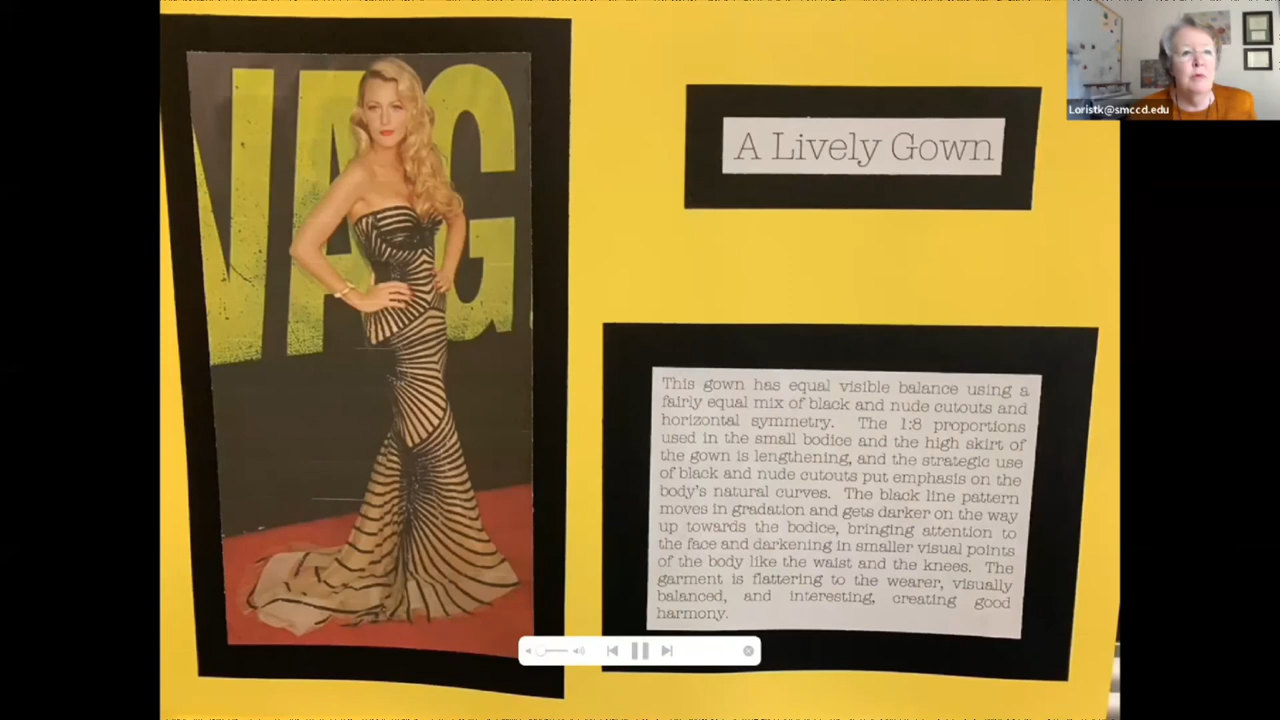 VAG
A Lively Gown
This gown has equal visible balance using a
fairly equal mix of black and nude cutouts and
horizontal symmetry. The 1:8 proportions
used in the small bodice and the high skirt of
the gown is lengthening, and the strategic use
of black and nude cutouts put emphasis on the
body's natural curves. The black line pattern
moves in gradation and gets darker on the way
up towards the bodice, bringing attention to
the face and darkening in smaller visual points
of the body like the waist and the knees. The
garment is flattering to the wearer, visually
balanced, and interesting, creating good
harmony.
Loristk@smccd.edu